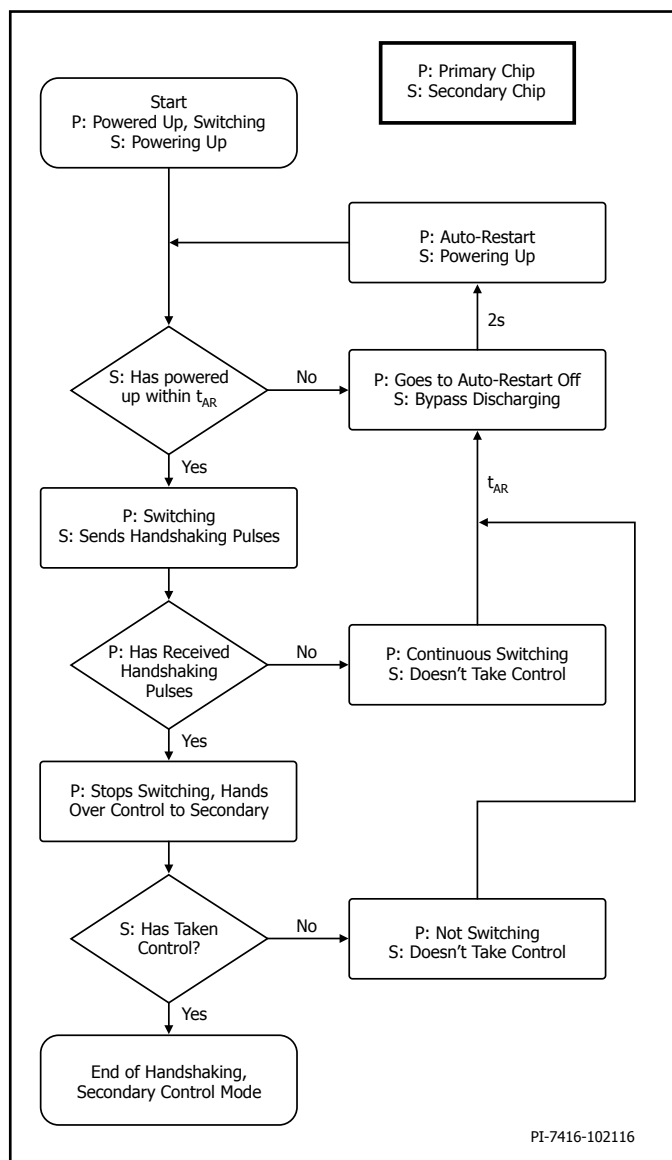 P: Primary Chip
S: Secondary Chip
Start
P: Powered Up, Switching
S: Powering Up
P: Auto-Restart
S: Powering Up
2s
S: Has powered
up within tAR
No
P: Goes to Auto-Restart Off
S: Bypass Discharging
Yes
tAR
P: Switching
S: Sends Handshaking Pulses
P: Has Received
Handshaking
Pulses
No
P: Continuous Switching
S: Doesn't Take Control
Yes
P: Stops Switching, Hands
Over Control to Secondary
S: Has Taken
Control?
No
P: Not Switching
S: Doesn't Take Control
Yes
End of Handshaking,
Secondary Control Mode
PI-7416-102116